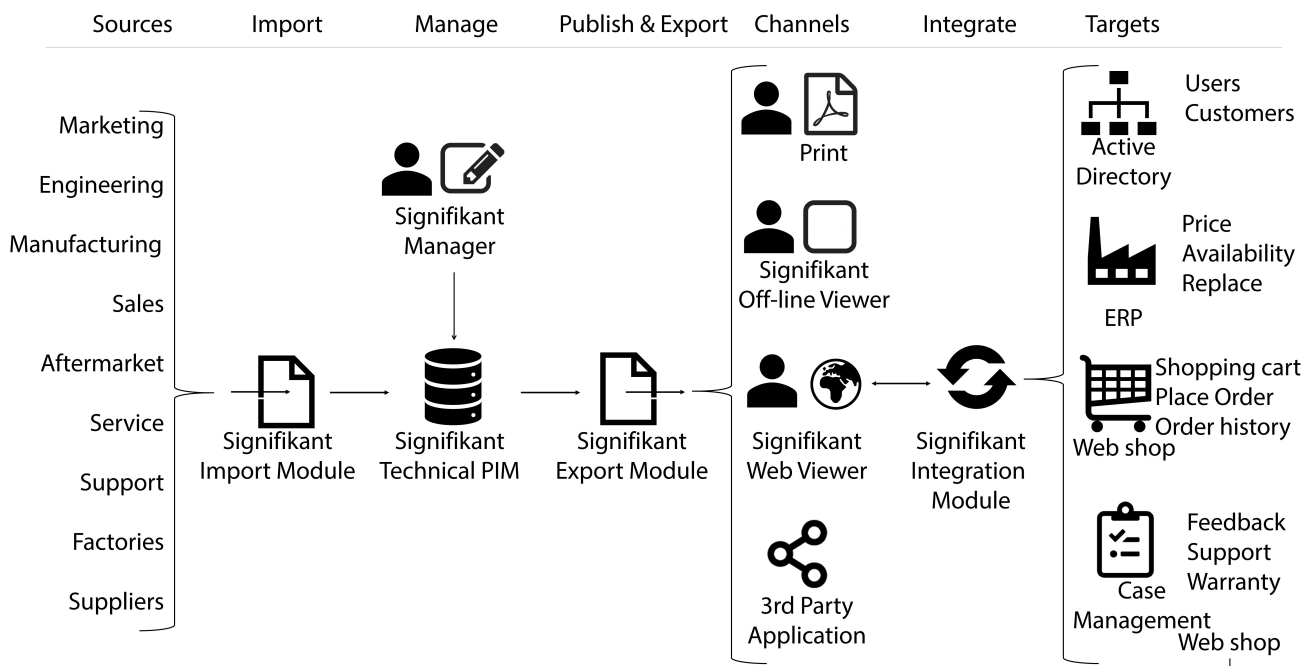 Sources
Import
Manage
Publish & Export
Channels
Integrate
Targets
Marketing
Engineering
Manufacturing
Sales
Aftermarket
Service
Support
Factories
Suppliers
Signifikant
Import Module
Signifikant
Manager
Signifikant
Technical PIM
Signifikant
Export Module
Print
Signifikant
Off-line Viewer
Signifikant
Web Viewer
3rd Party
Application
Signifikant
Integration
Module
Active
Directory
Users
Customers
ERP
Price
Availability
Replace
Web shop
Shopping cart
Place Order
Order history
Case
Management
Feedback
Support
Warranty
Web shop